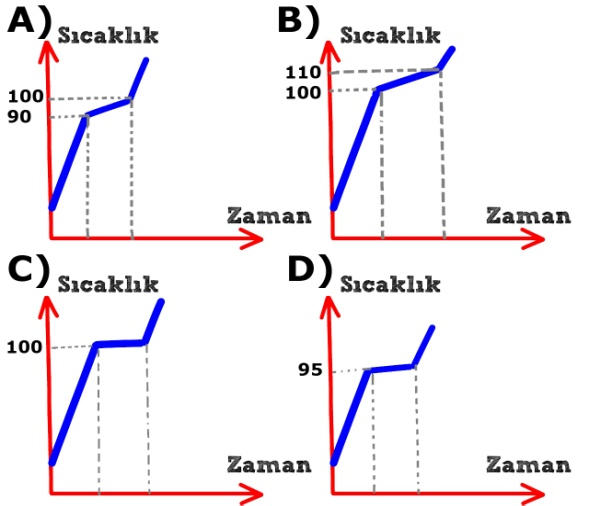 A)
Sıcaklık
100
90
Zaman
B)
Sıcaklık
110
100
Zaman
C)
Sıcaklık
100
Zaman
D)
Sıcaklık
95
Zaman